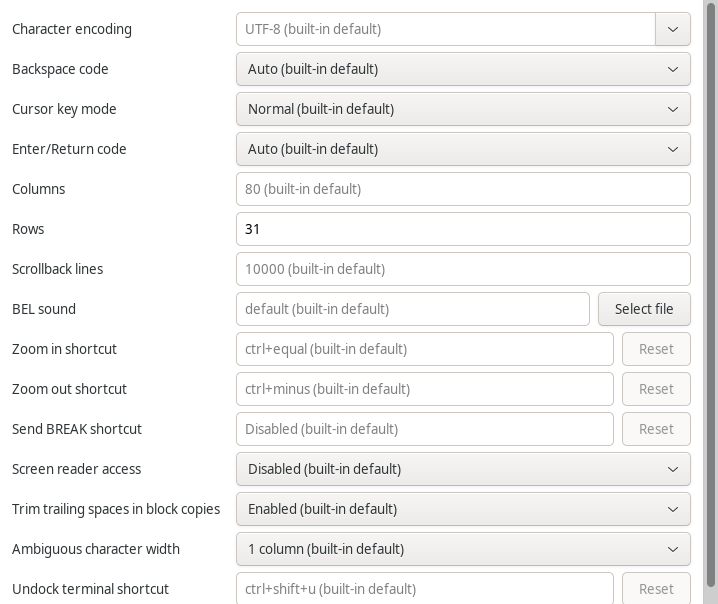 Character encoding UTF-8 (built-in default)
Backspace code Auto (built-in default)
Cursor key mode Normal (built-in default)
Enter/Return code Auto (built-in default)
Columns 80 (built-in default)
Rows 31
Scrollback lines 10000 (built-in default)
BEL sound default (built-in default) Select file
Zoom in shortcut ctrl+equal (built-in default) Reset
Zoom out shortcut ctrl+minus (built-in default) Reset
Send BREAK shortcut Disabled (built-in default) Reset
Screen reader access Disabled (built-in default)
Trim trailing spaces in block copies Enabled (built-in default)
Ambiguous character width 1 column (built-in default)
Undock terminal shortcut ctrl+shift+u (built-in default) Reset